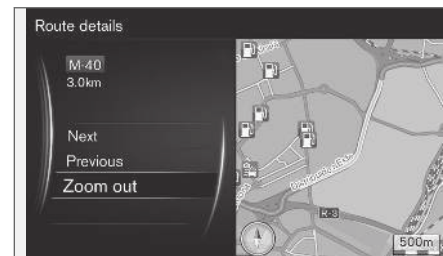 Route details
M-40
3.0km
Next
Previous
Zoom out
R-3
500m